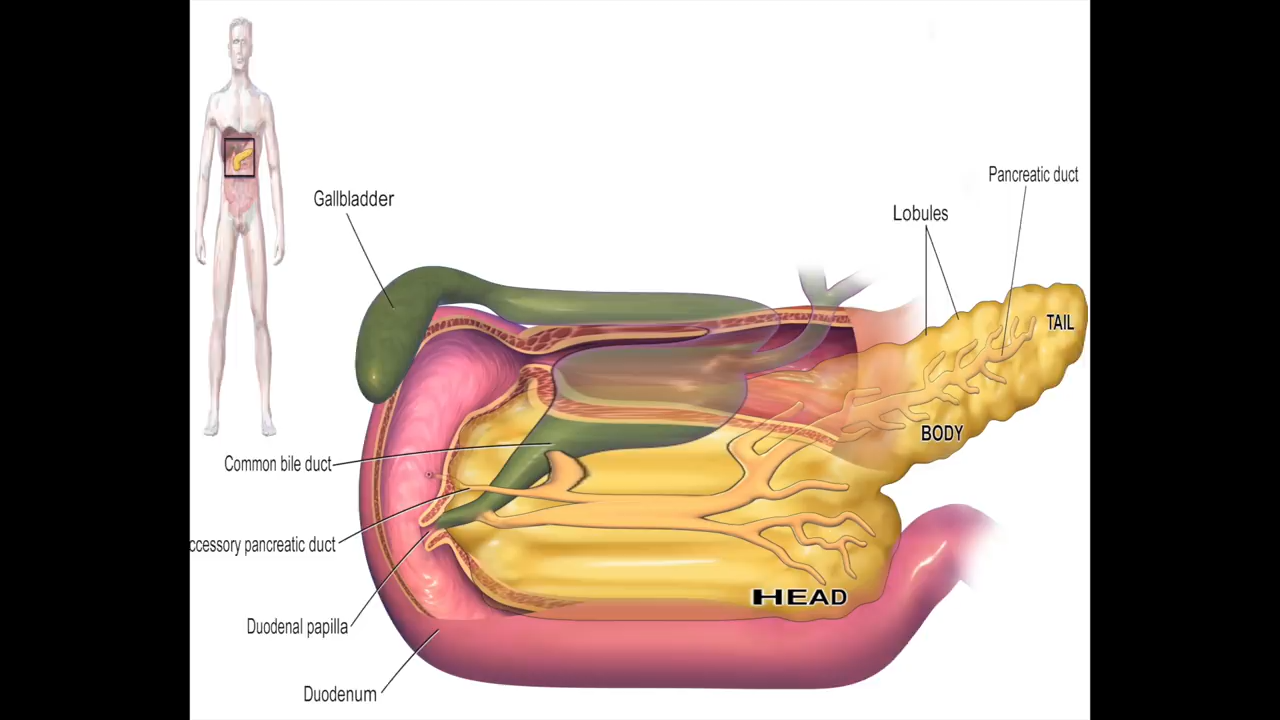 Pancreatic duct
Gallbladder
Lobules
TAIL
BODY
Common bile duct
ccessory pancreatic duct
HEAD
Duodenal papilla
Duodenum